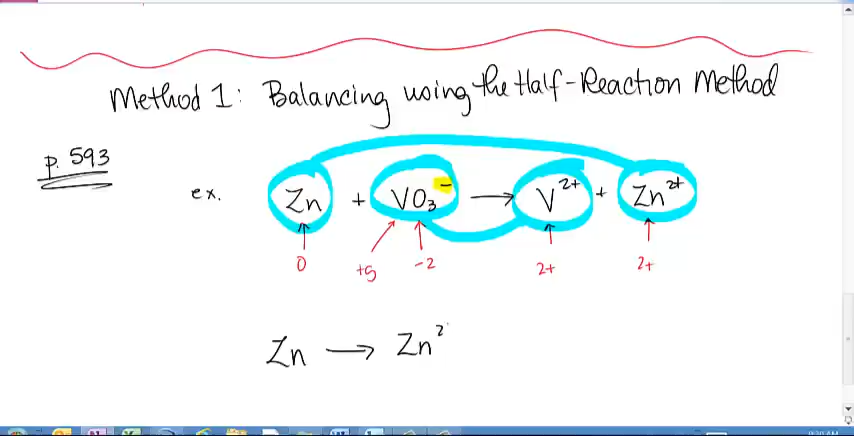 Method 1: Balancing using the Half-Reaction Method
p. 593
ex. Zn + VO₃⁻ → V²⁺ + Zn²⁺
0 +5 -2 2+ 2+
Zn → Zn²